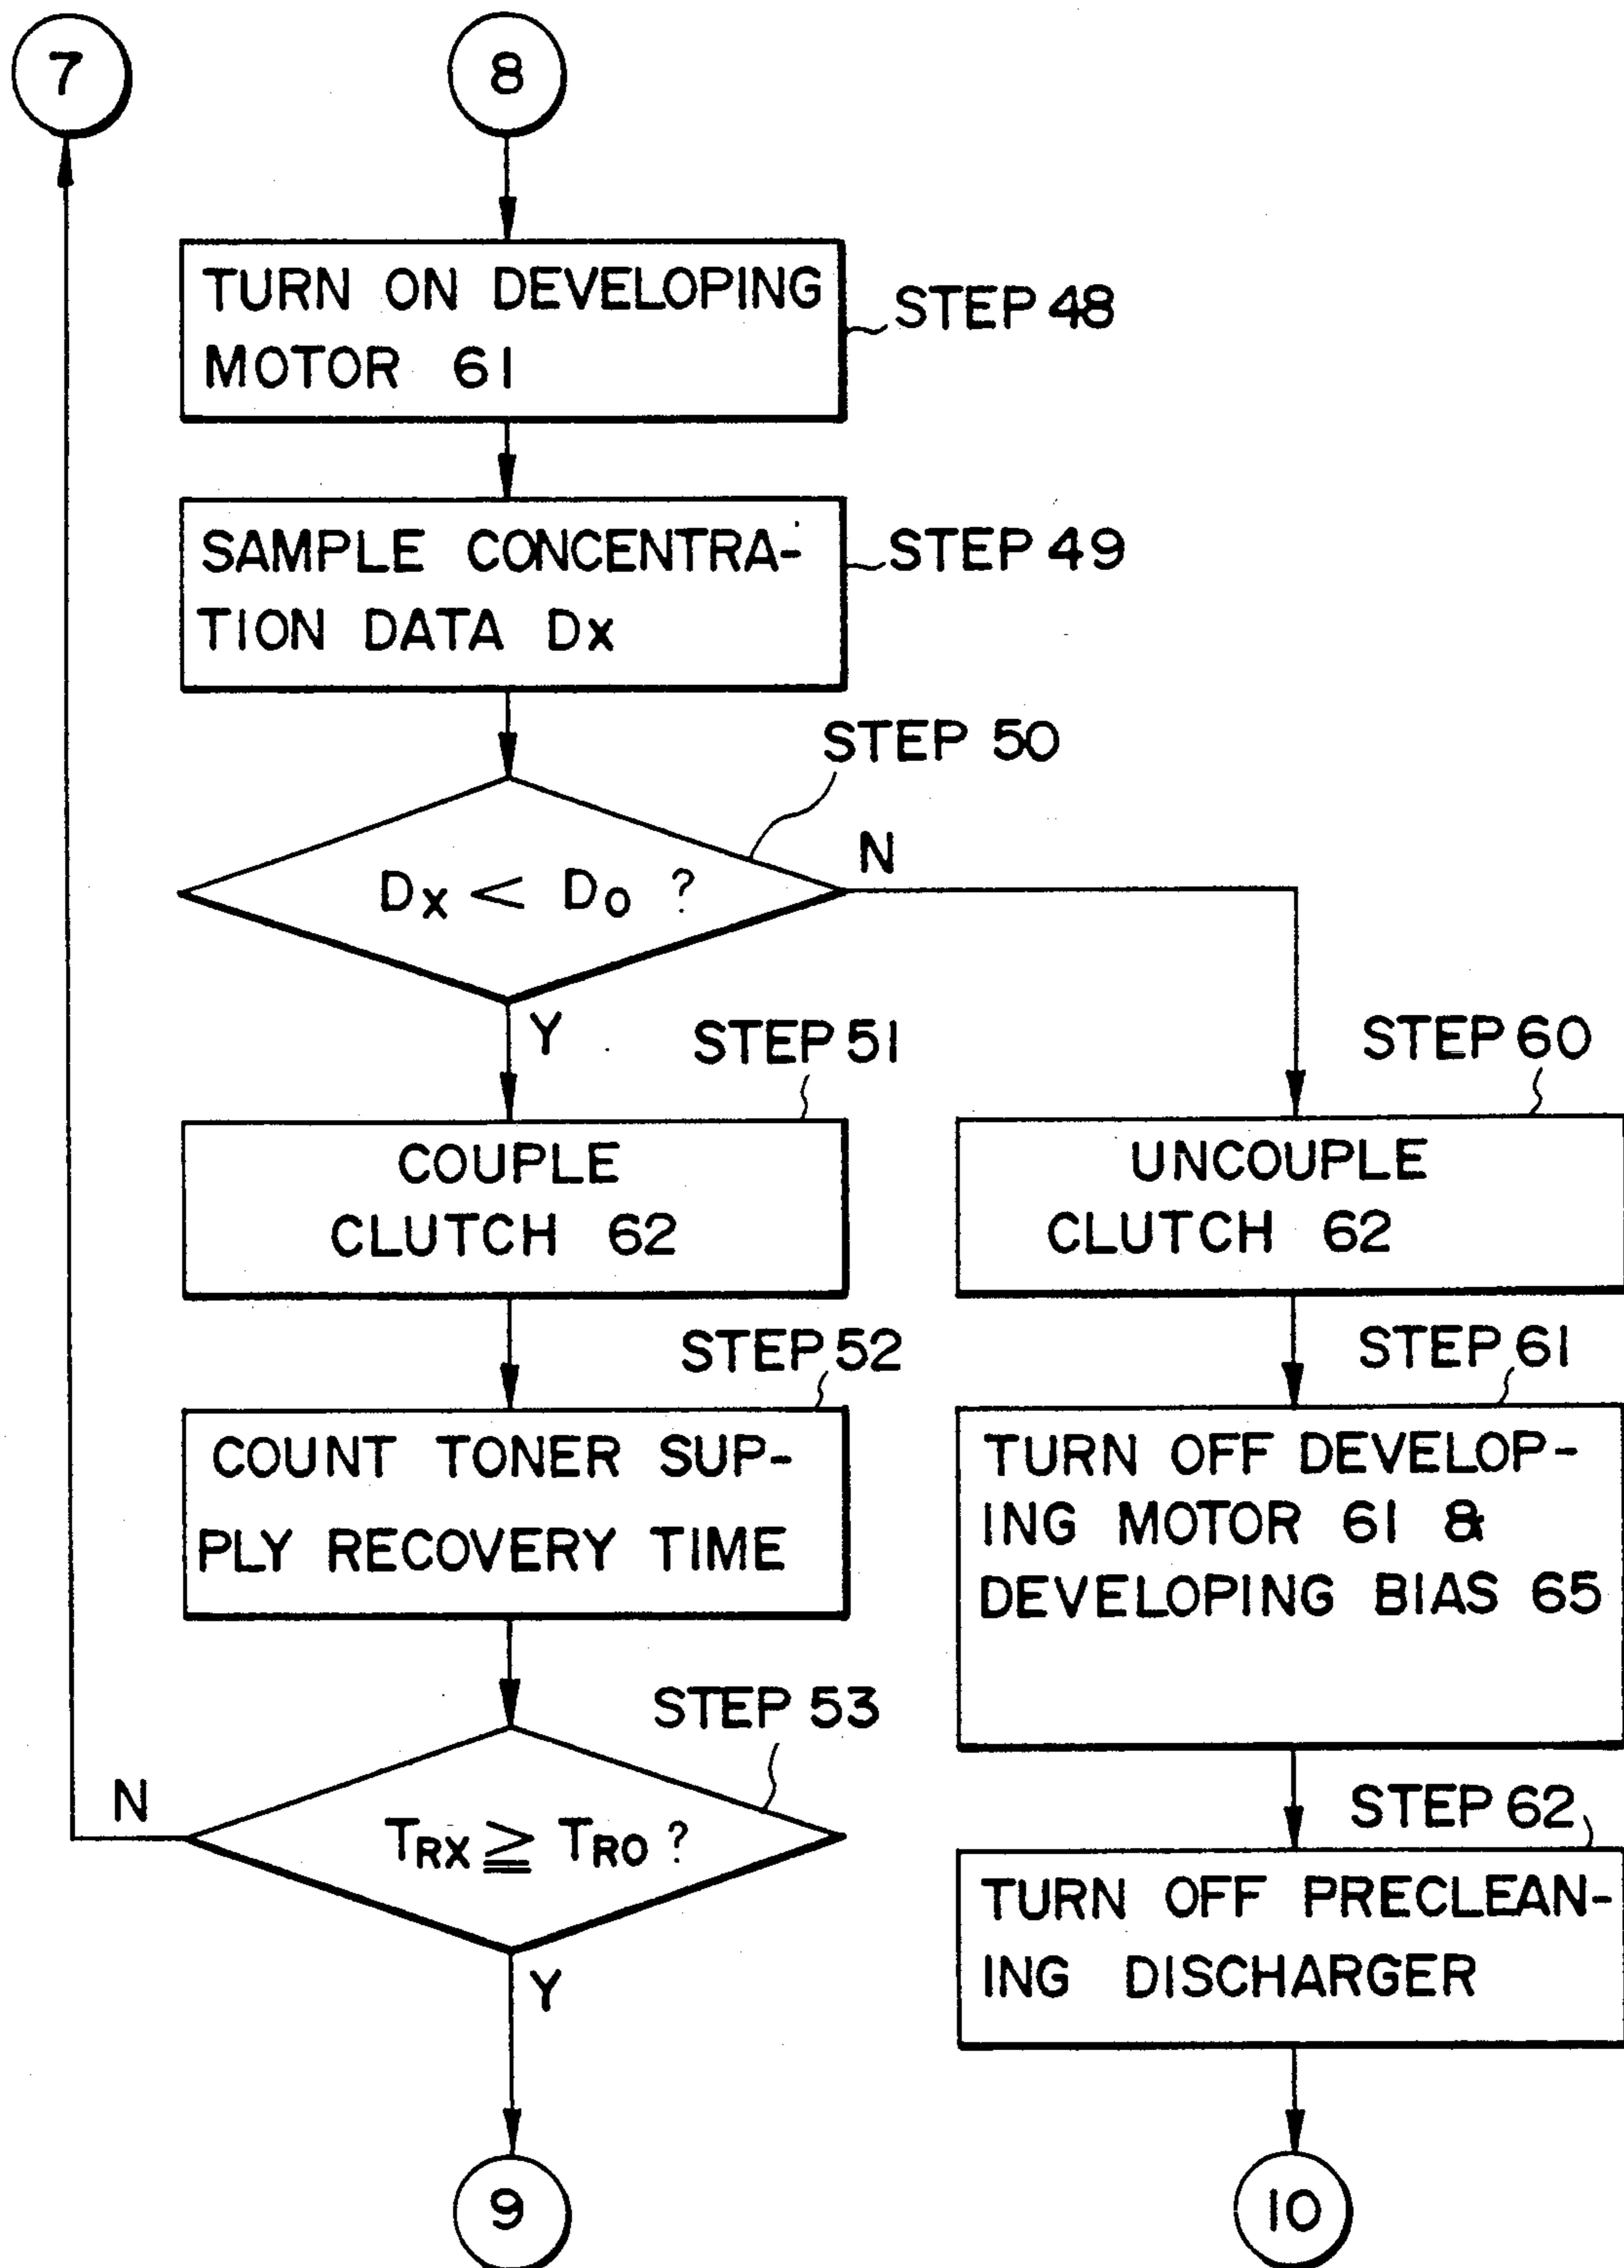 7
8
TURN ON DEVELOPING
MOTOR 61
STEP 48
SAMPLE CONCENTRA-
TION DATA Dx
STEP 49
STEP 50
Dx < Do ?
N
Y
STEP 51
COUPLE
CLUTCH 62
STEP 60
UNCOUPLE
CLUTCH 62
STEP 52
COUNT TONER SUP-
PLY RECOVERY TIME
STEP 61
TURN OFF DEVELOP-
ING MOTOR 61 &
DEVELOPING BIAS 65
STEP 53
TRX ≧ TRO ?
N
Y
STEP 62
TURN OFF PRECLEAN-
ING DISCHARGER
9
10